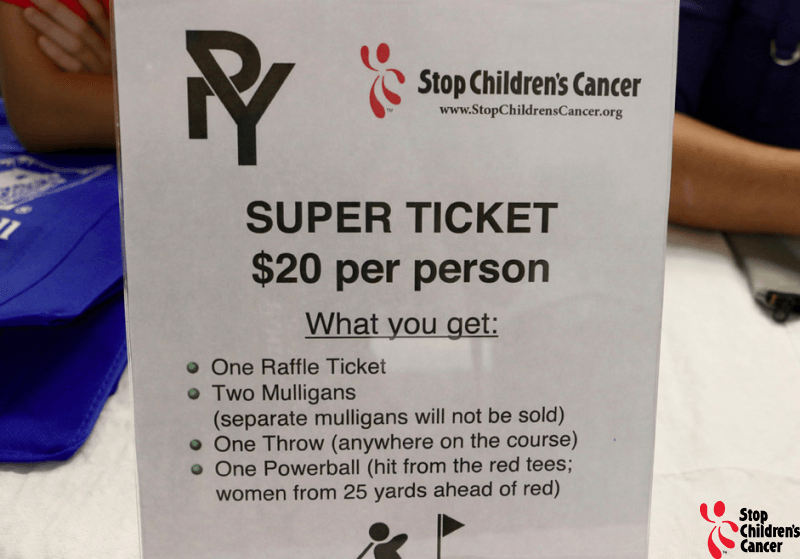 PY
Stop Children's Cancer
www.StopChildrensCancer.org
SUPER TICKET
$20 per person
What you get:
• One Raffle Ticket
• Two Mulligans
(separate mulligans will not be sold)
• One Throw (anywhere on the course)
• One Powerball (hit from the red tees;
women from 25 yards ahead of red)
Stop
Children's
Cancer